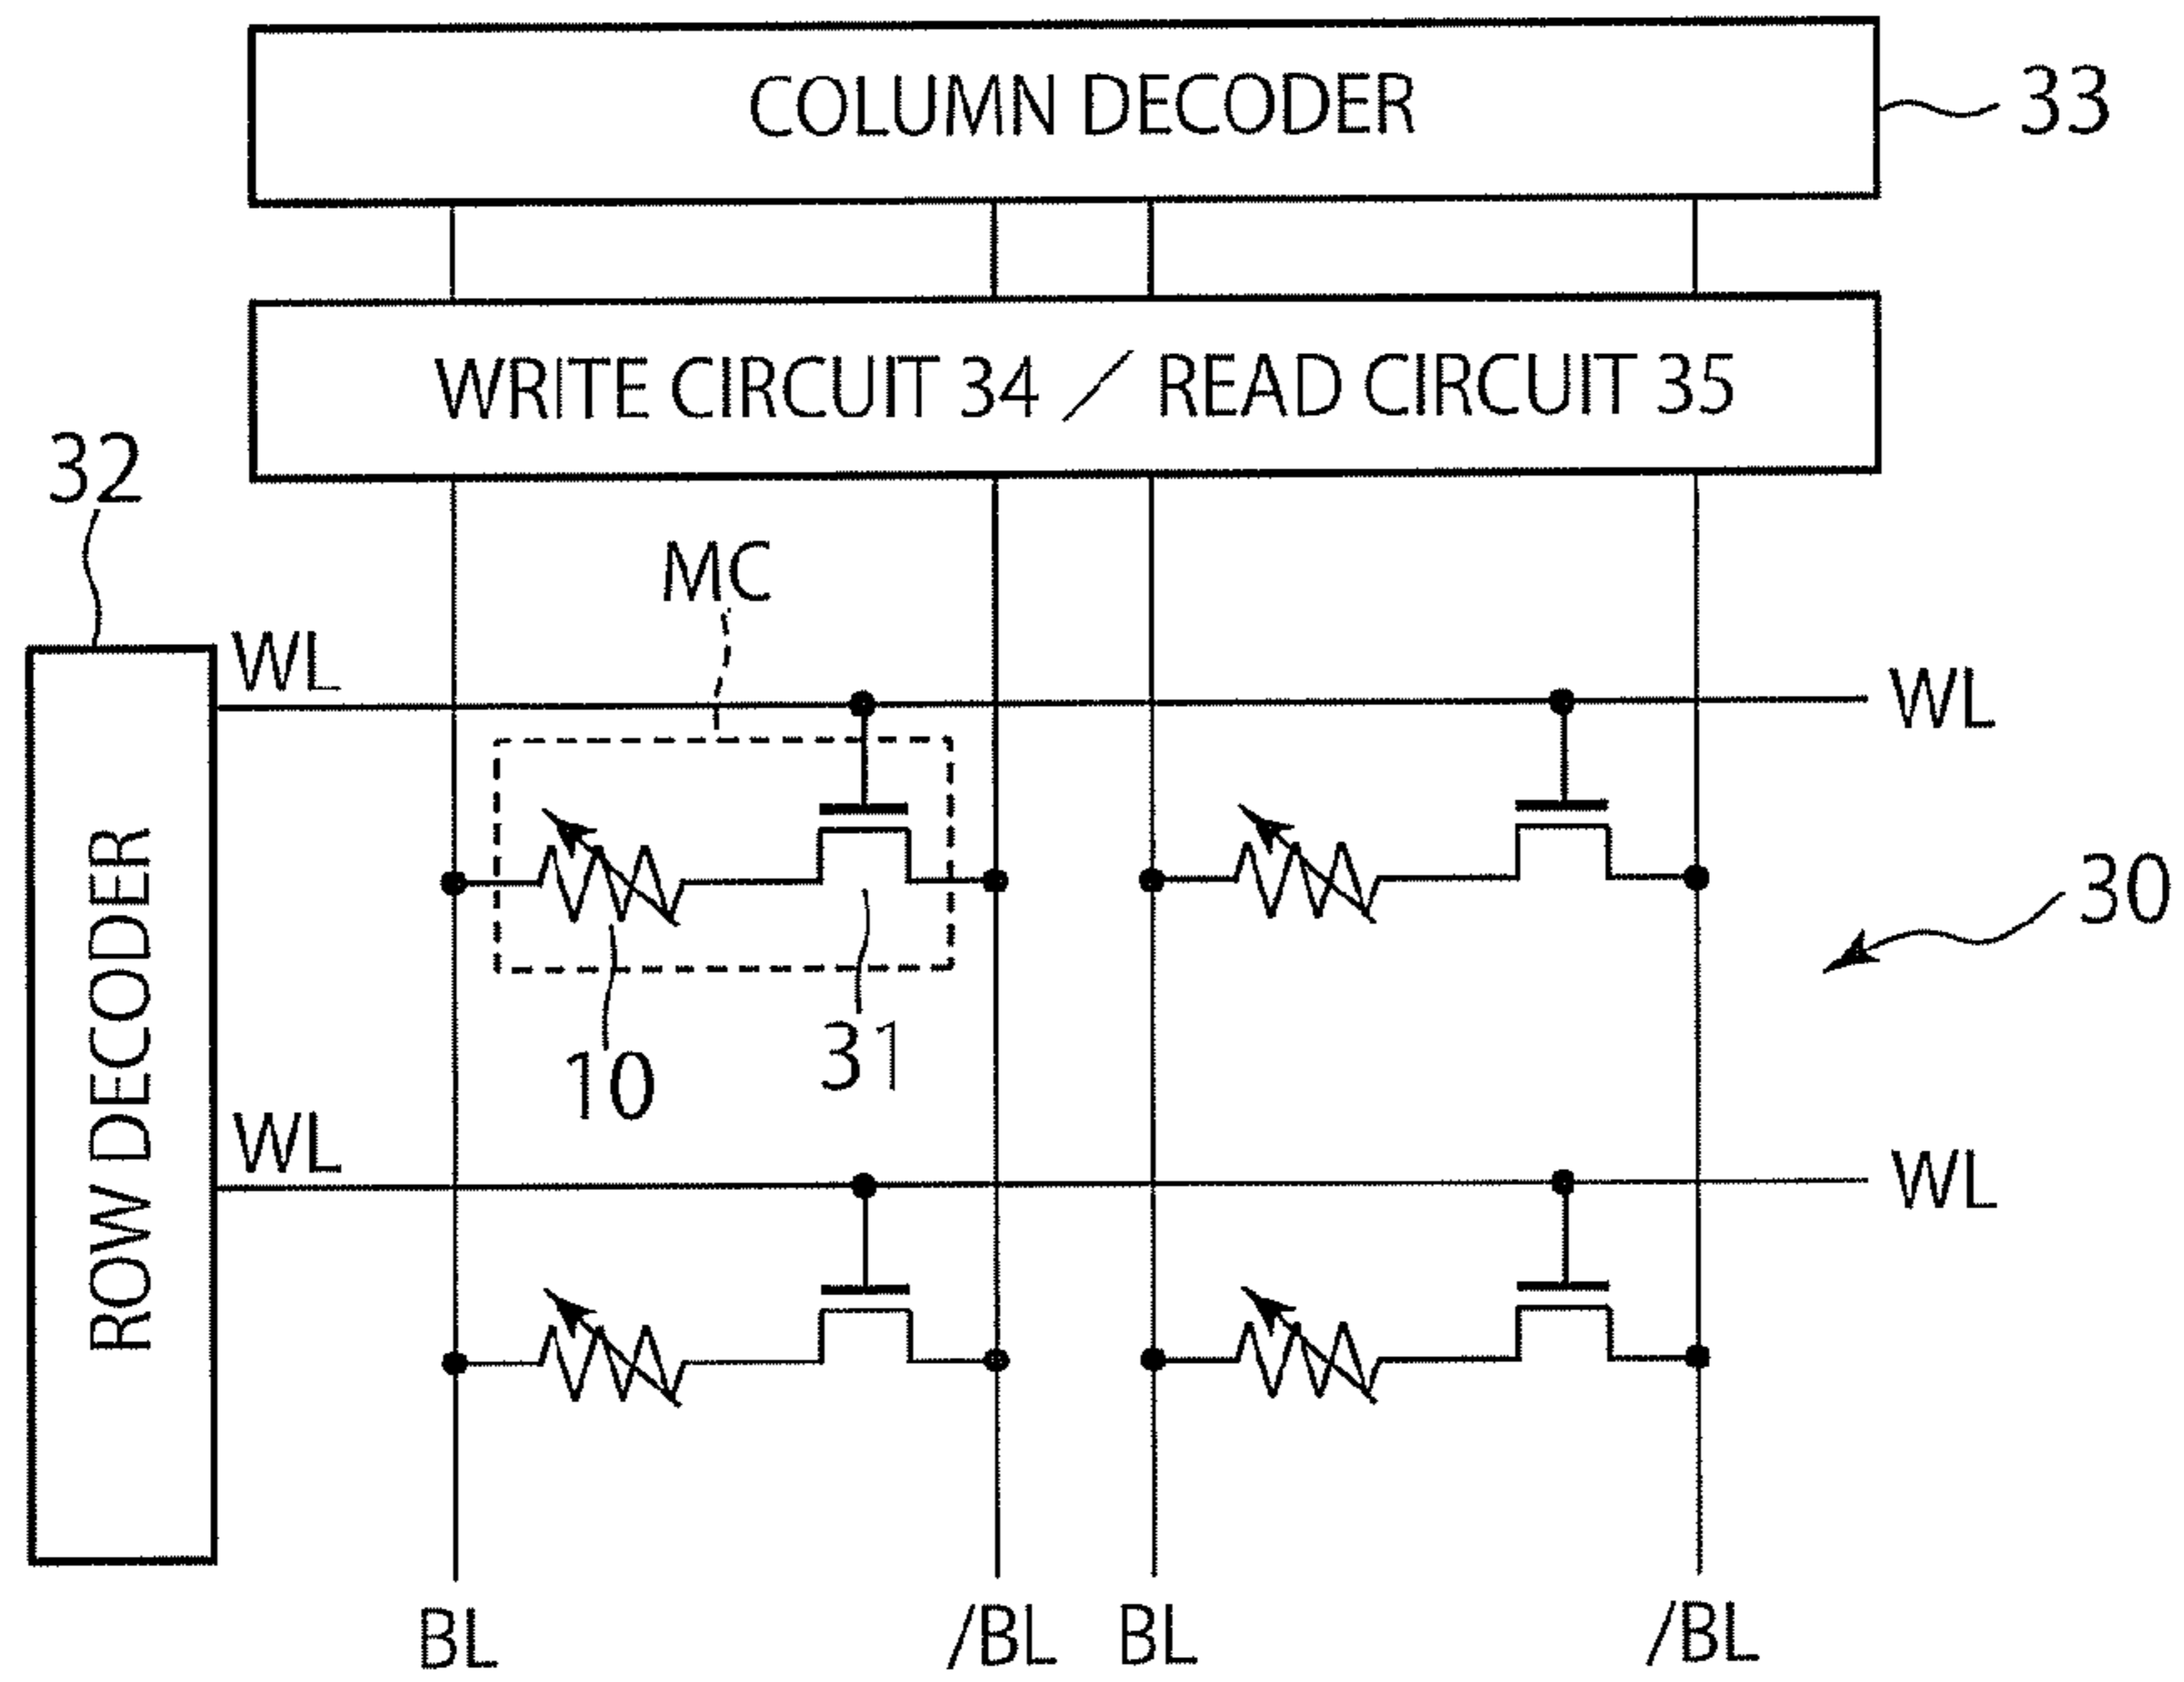 COLUMN DECODER
33
WRITE CIRCUIT 34 / READ CIRCUIT 35
32
MC
WL
WL
ROW DECODER
30
10
31
WL
WL
BL
/BL
BL
/BL